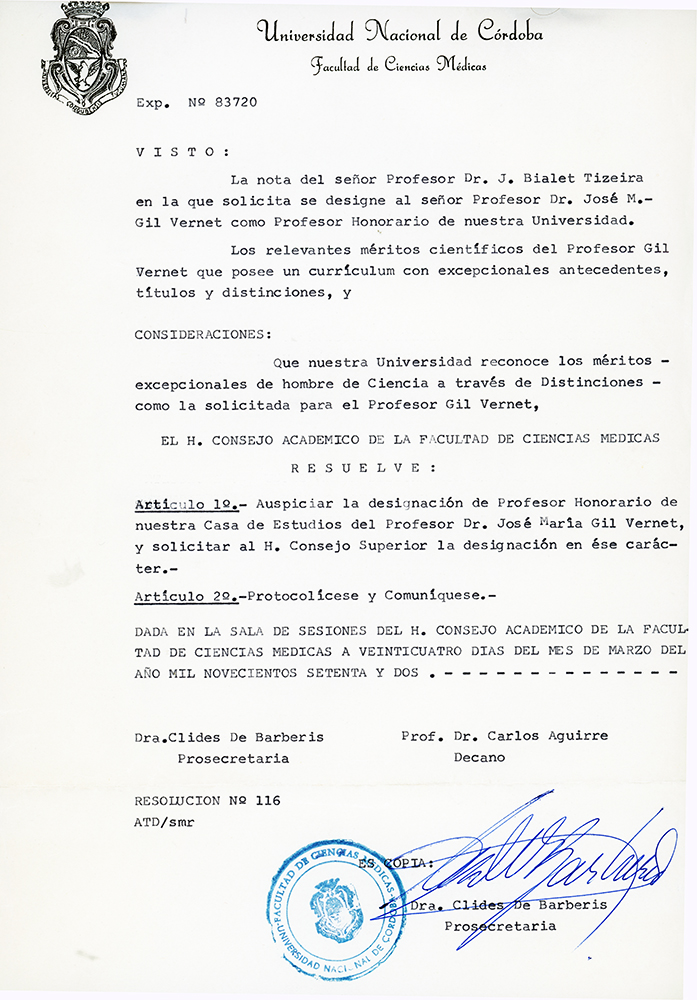 Universidad Nacional de Córdoba
Facultad de Ciencias Médicas
Exp. Nº 83720
V I S T O :
La nota del señor Profesor Dr. J. Bialet Tizeira
en la que solicita se designe al señor Profesor Dr. José M.-
Gil Vernet como Profesor Honorario de nuestra Universidad.
Los relevantes méritos científicos del Profesor Gil
Vernet que posee un currículum con excepcionales antecedentes,
títulos y distinciones, y
CONSIDERACIONES:
Que nuestra Universidad reconoce los méritos -
excepcionales de hombre de Ciencia a través de Distinciones -
como la solicitada para el Profesor Gil Vernet,
EL H. CONSEJO ACADEMICO DE LA FACULTAD DE CIENCIAS MEDICAS
R E S U E L V E :
Artículo 1º.- Auspiciar la designación de Profesor Honorario de
nuestra Casa de Estudios del Profesor Dr. José María Gil Vernet,
y solicitar al H. Consejo Superior la designación en ése carác-
ter.-
Artículo 2º.-Protocolícese y Comuníquese.-
DADA EN LA SALA DE SESIONES DEL H. CONSEJO ACADEMICO DE LA FACUL-
TAD DE CIENCIAS MEDICAS A VEINTICUATRO DIAS DEL MES DE MARZO DEL
AÑO MIL NOVECIENTOS SETENTA Y DOS . - - - - - - - - - - - - - - -
Dra.Clides De Barberis
Prosecretaria
Prof. Dr. Carlos Aguirre
Decano
RESOLUCION Nº 116
ATD/smr
ES COPIA:
Dra. Clides De Barberis
Prosecretaria
FACULTAD DE CIENCIAS MEDICAS
UNIVERSIDAD NACIONAL DE CORDOBA